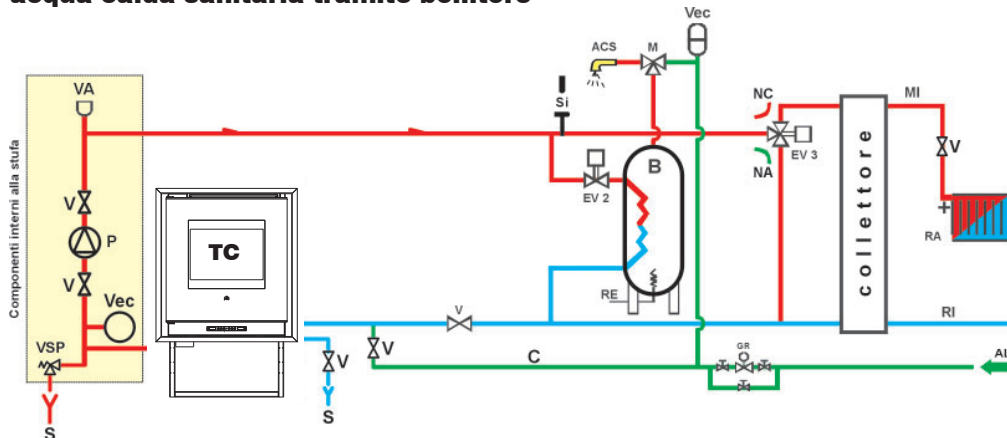 acqua calda sanitaria tramite bollitore
Vec
ACS
M
VA
Si
NC
MI
V
EV 3
NA
B
EV 2
V
P
V
Vec
VSP
S
Componenti interni alla stufa
TC
RE
V
V
S
V
C
GR
collettore
+
RA
RI
AL